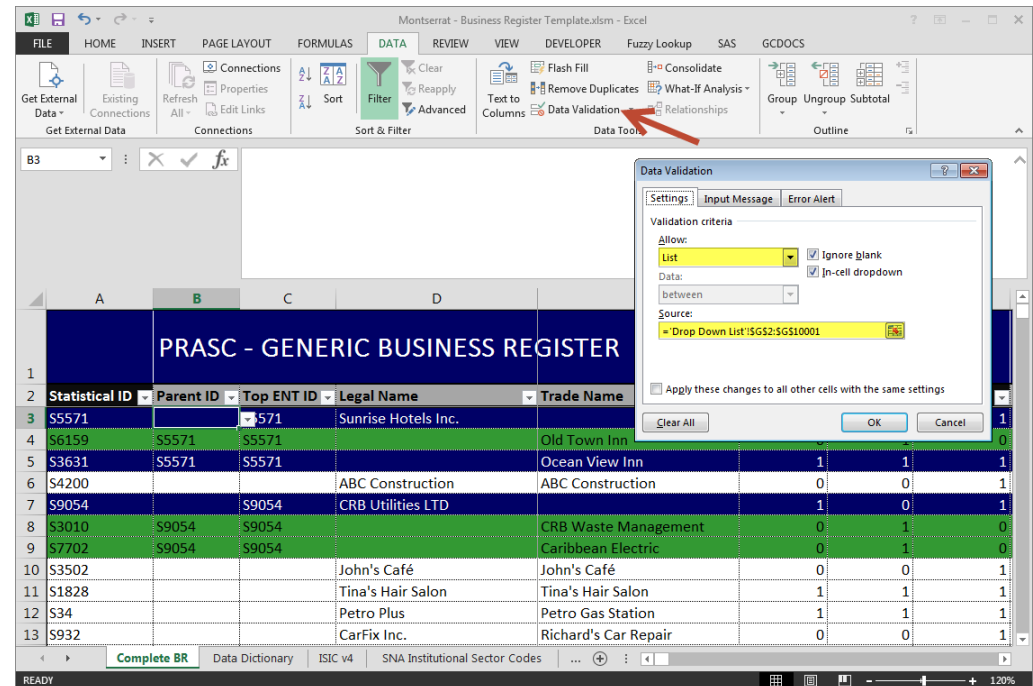 Montserrat - Business Register Template.xlsm - Excel
FILE HOME INSERT PAGE LAYOUT FORMULAS DATA REVIEW VIEW DEVELOPER Fuzzy Lookup SAS GCDOCS
Get External Data
Existing Connections
Refresh All
Connections
Properties
Edit Links
Sort
Filter
Clear
Reapply
Advanced
Text to Columns
Flash Fill
Remove Duplicates
Data Validation
Consolidate
What-If Analysis
Relationships
Group Ungroup Subtotal
Get External Data Connections Sort & Filter Data Tools Outline
B3 fx
Data Validation
Settings Input Message Error Alert
Validation criteria
Allow:
List
Ignore blank
Data:
In-cell dropdown
between
Source:
='Drop Down List'!$G$2:$G$10001
Apply these changes to all other cells with the same settings
Clear All OK Cancel
A B C D
1 PRASC - GENERIC BUSINESS REGISTER
2 Statistical ID Parent ID Top ENT ID Legal Name Trade Name
3 S5571 5571 Sunrise Hotels Inc. 1
4 S6159 S5571 S5571 Old Town Inn 0
5 S3631 S5571 S5571 Ocean View Inn 1 1 1
6 S4200 ABC Construction ABC Construction 0 0 1
7 S9054 S9054 CRB Utilities LTD 1 0 1
8 S3010 S9054 S9054 CRB Waste Management 0 1 0
9 S7702 S9054 S9054 Caribbean Electric 0 1 0
10 S3502 John's Café John's Café 0 0 1
11 S1828 Tina's Hair Salon Tina's Hair Salon 1 1 1
12 S34 Petro Plus Petro Gas Station 1 1 1
13 S932 CarFix Inc. Richard's Car Repair 0 0 1
Complete BR Data Dictionary ISIC v4 SNA Institutional Sector Codes ...
READY 120%